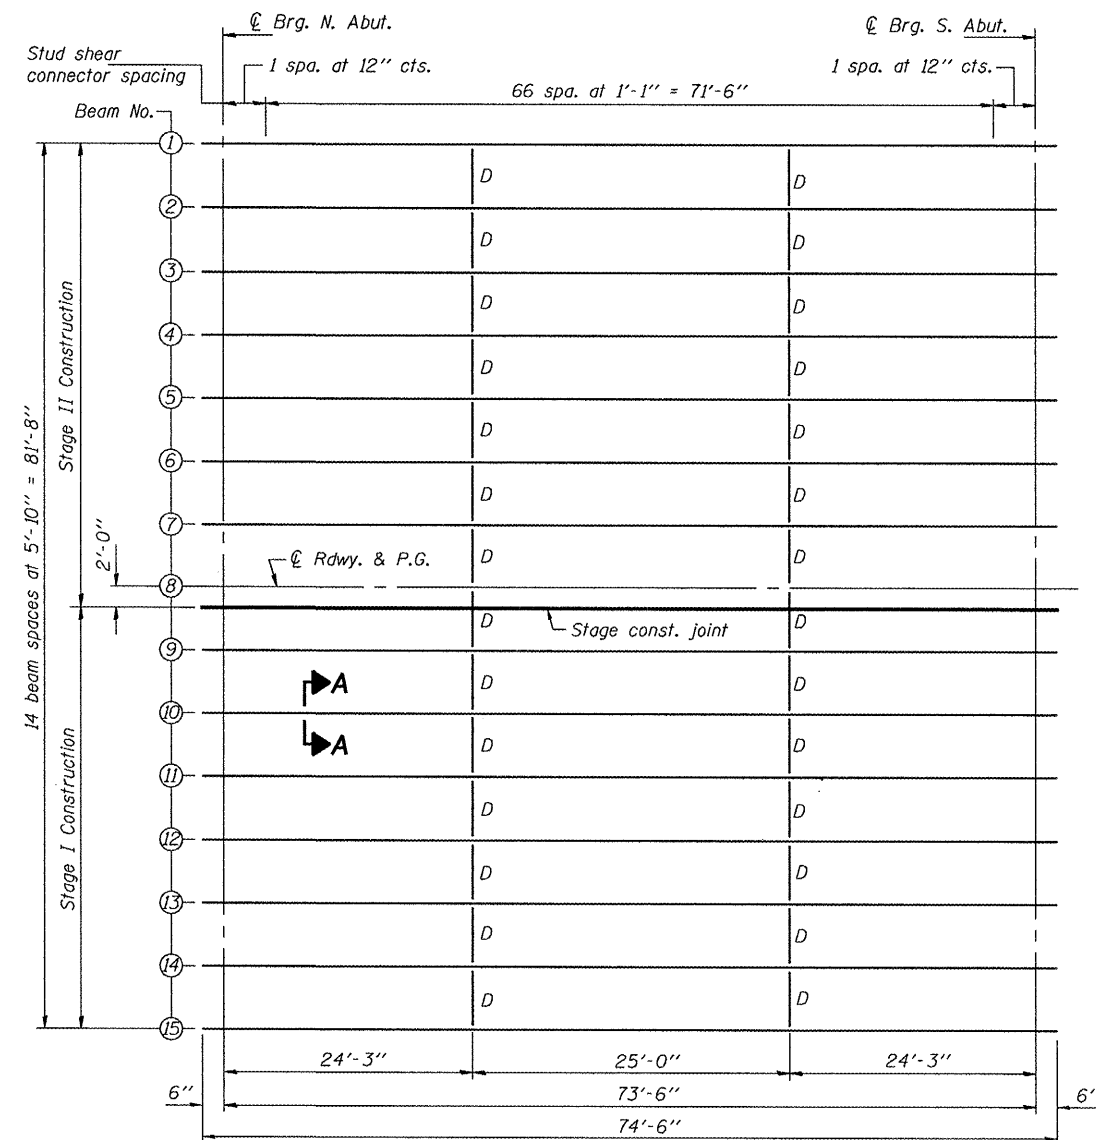 ℄ Brg. N. Abut.
℄ Brg. S. Abut.
Stud shear
connector spacing
1 spa. at 12" cts.
1 spa. at 12" cts.
66 spa. at 1'-1" = 71'-6"
Beam No.
1
D
D
2
D
D
3
D
D
4
D
D
5
D
D
6
D
D
7
D
D
8
℄ Rdwy. & P.G.
2'-0"
Stage const. joint
D
D
9
A
D
D
10
A
D
D
11
D
D
12
D
D
13
D
D
14
D
D
15
14 beam spaces at 5'-10" = 81'-8"
Stage II Construction
Stage I Construction
24'-3"
25'-0"
24'-3"
6"
73'-6"
6'
74'-6"